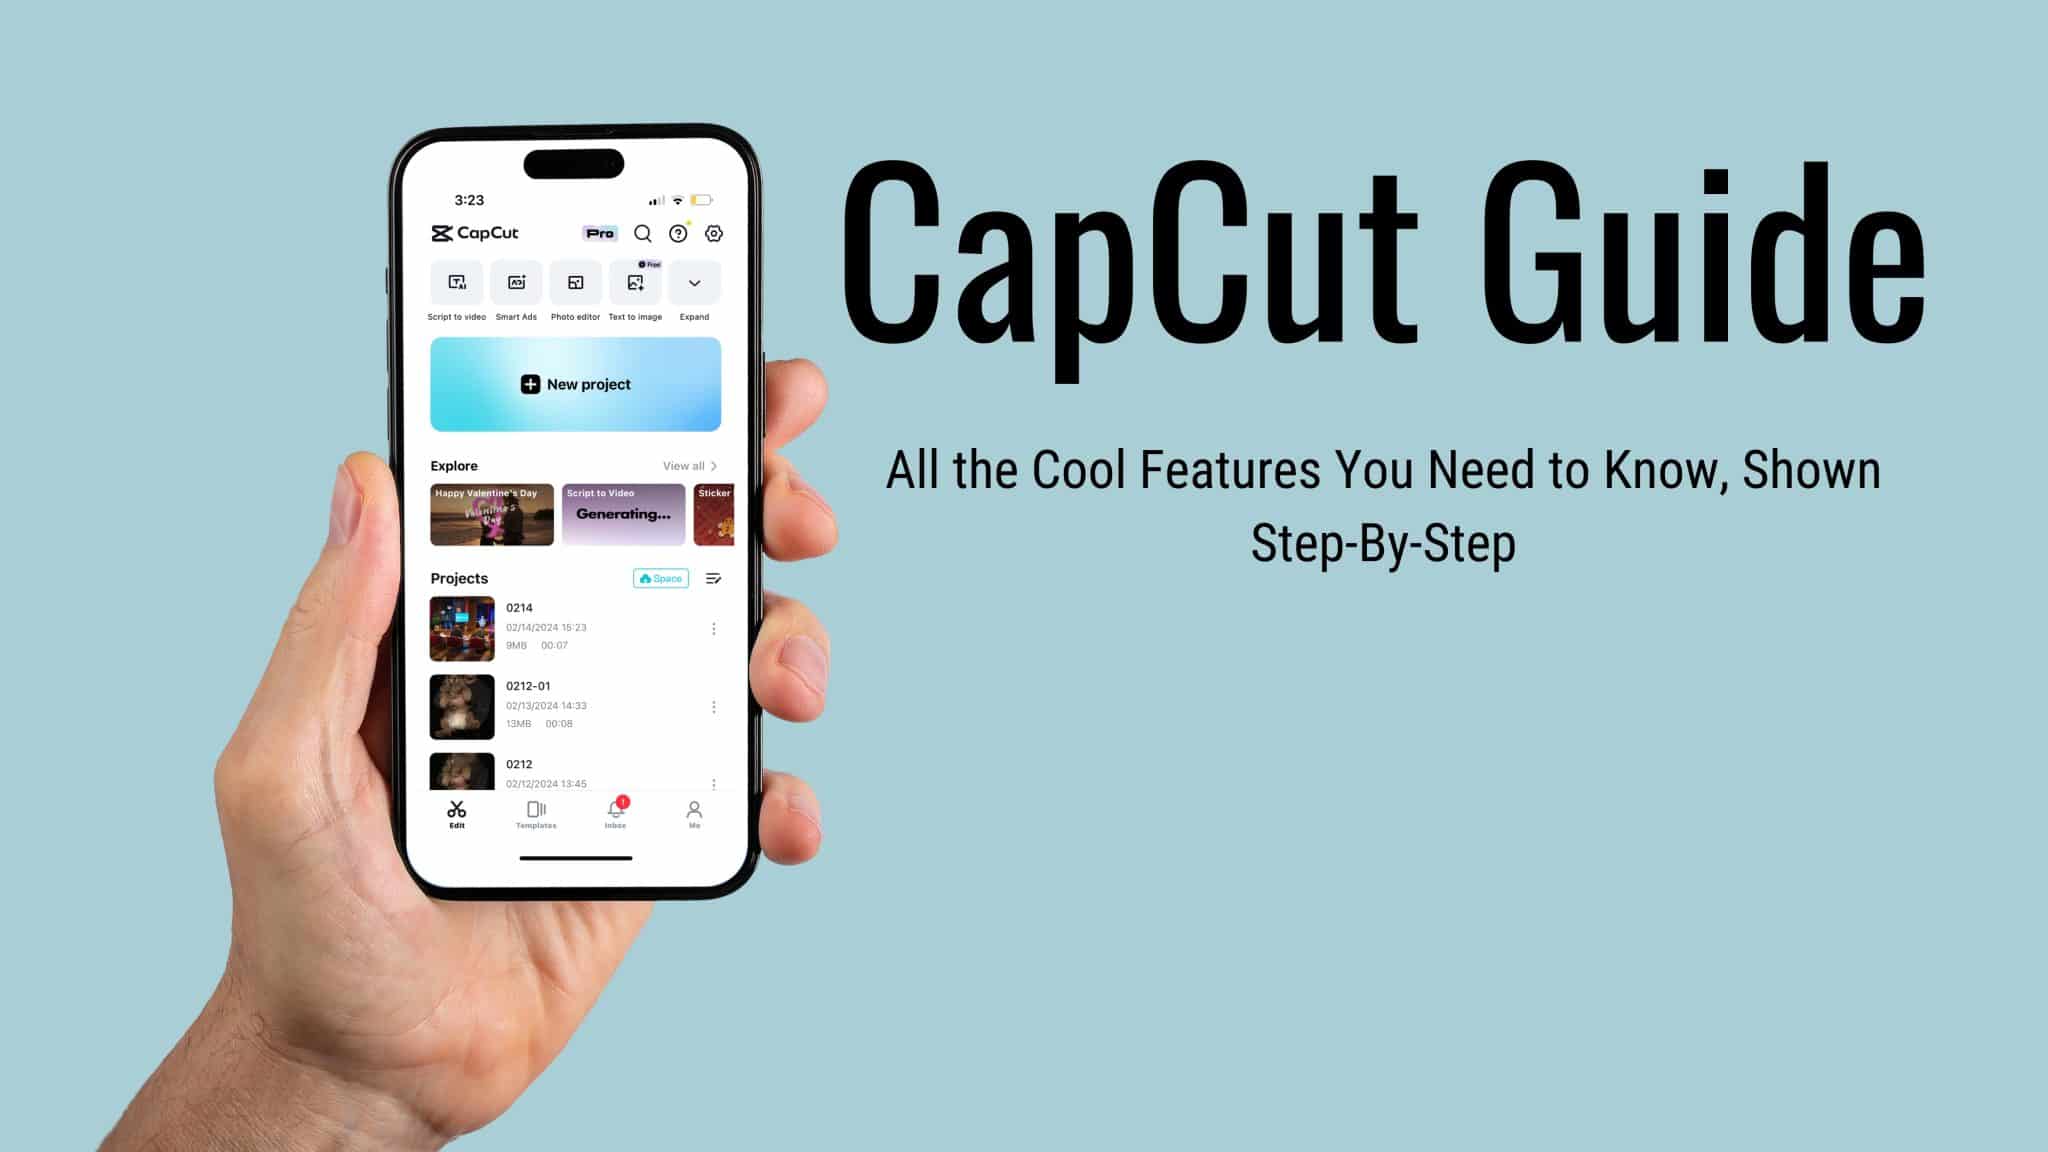 CapCut Guide
All the Cool Features You Need to Know, Shown
Step-By-Step
3:23
CapCut
Pro
Free
Script to video
Smart Ads
Photo editor
Text to image
Expand
New project
Explore
View all
Happy Valentine's Day
Valentine's
Day
Script to Video
Generating...
Sticker
Projects
Space
0214
02/14/2024 15:23
9MB 00:07
0212-01
02/13/2024 14:33
13MB 00:08
0212
02/12/2024 13:45
1
Edit
Templates
Inbox
Me